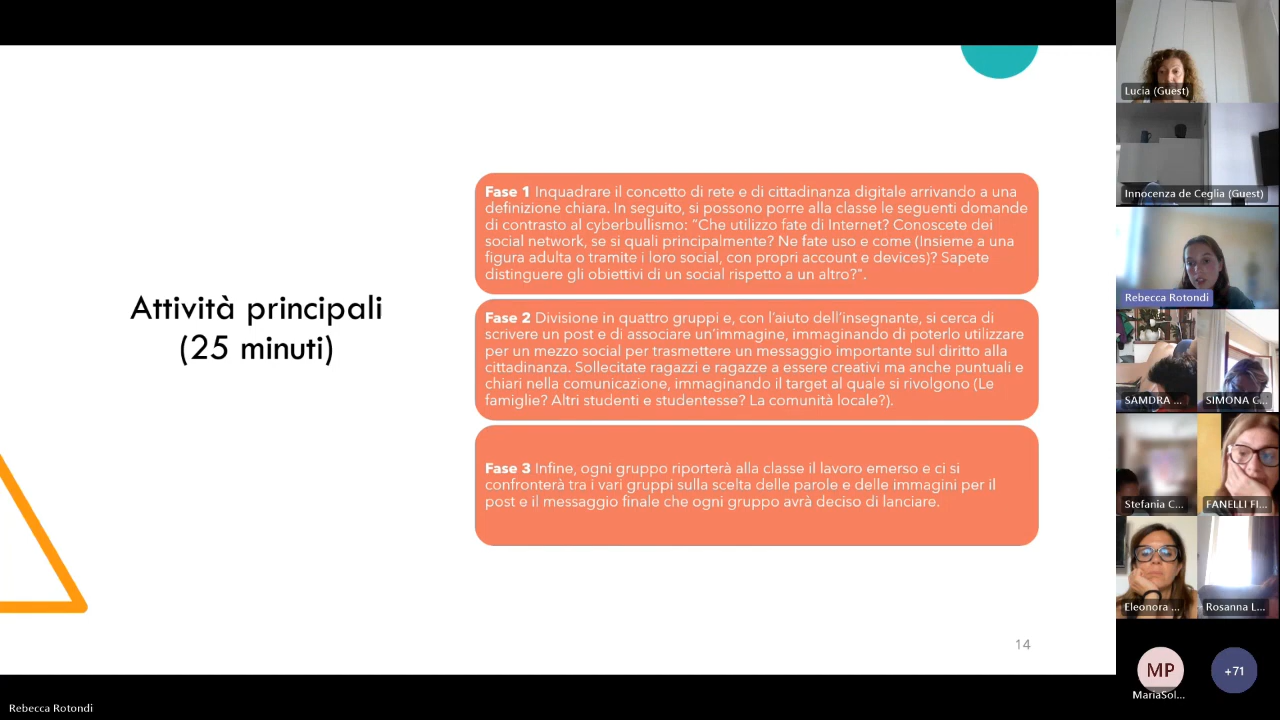 Attività principali
(25 minuti)
Fase 1 Inquadrare il concetto di rete e di cittadinanza digitale arrivando a una
definizione chiara. In seguito, si possono porre alla classe le seguenti domande
di contrasto al cyberbullismo: “Che utilizzo fate di Internet? Conoscete dei
social network, se si quali principalmente? Ne fate uso e come (Insieme a una
figura adulta o tramite i loro social, con propri account e devices)? Sapete
distinguere gli obiettivi di un social rispetto a un altro?”.
Fase 2 Divisione in quattro gruppi e, con l’aiuto dell’insegnante, si cerca di
scrivere un post e di associare un’immagine, immaginando di poterlo utilizzare
per un mezzo social per trasmettere un messaggio importante sul diritto alla
cittadinanza. Sollecitate ragazzi e ragazze a essere creativi ma anche puntuali e
chiari nella comunicazione, immaginando il target al quale si rivolgono (Le
famiglie? Altri studenti e studentesse? La comunità locale?).
Fase 3 Infine, ogni gruppo riporterà alla classe il lavoro emerso e ci si
confronterà tra i vari gruppi sulla scelta delle parole e delle immagini per il
post e il messaggio finale che ogni gruppo avrà deciso di lanciare.
14
Rebecca Rotondi
Lucia (Guest)
Innocenza de Ceglia (Guest)
Rebecca Rotondi
SAMDRA ...
SIMONA G...
Stefania C...
FANELLI FI...
Eleonora ...
Rosanna L...
MP
+71
MariaSol...